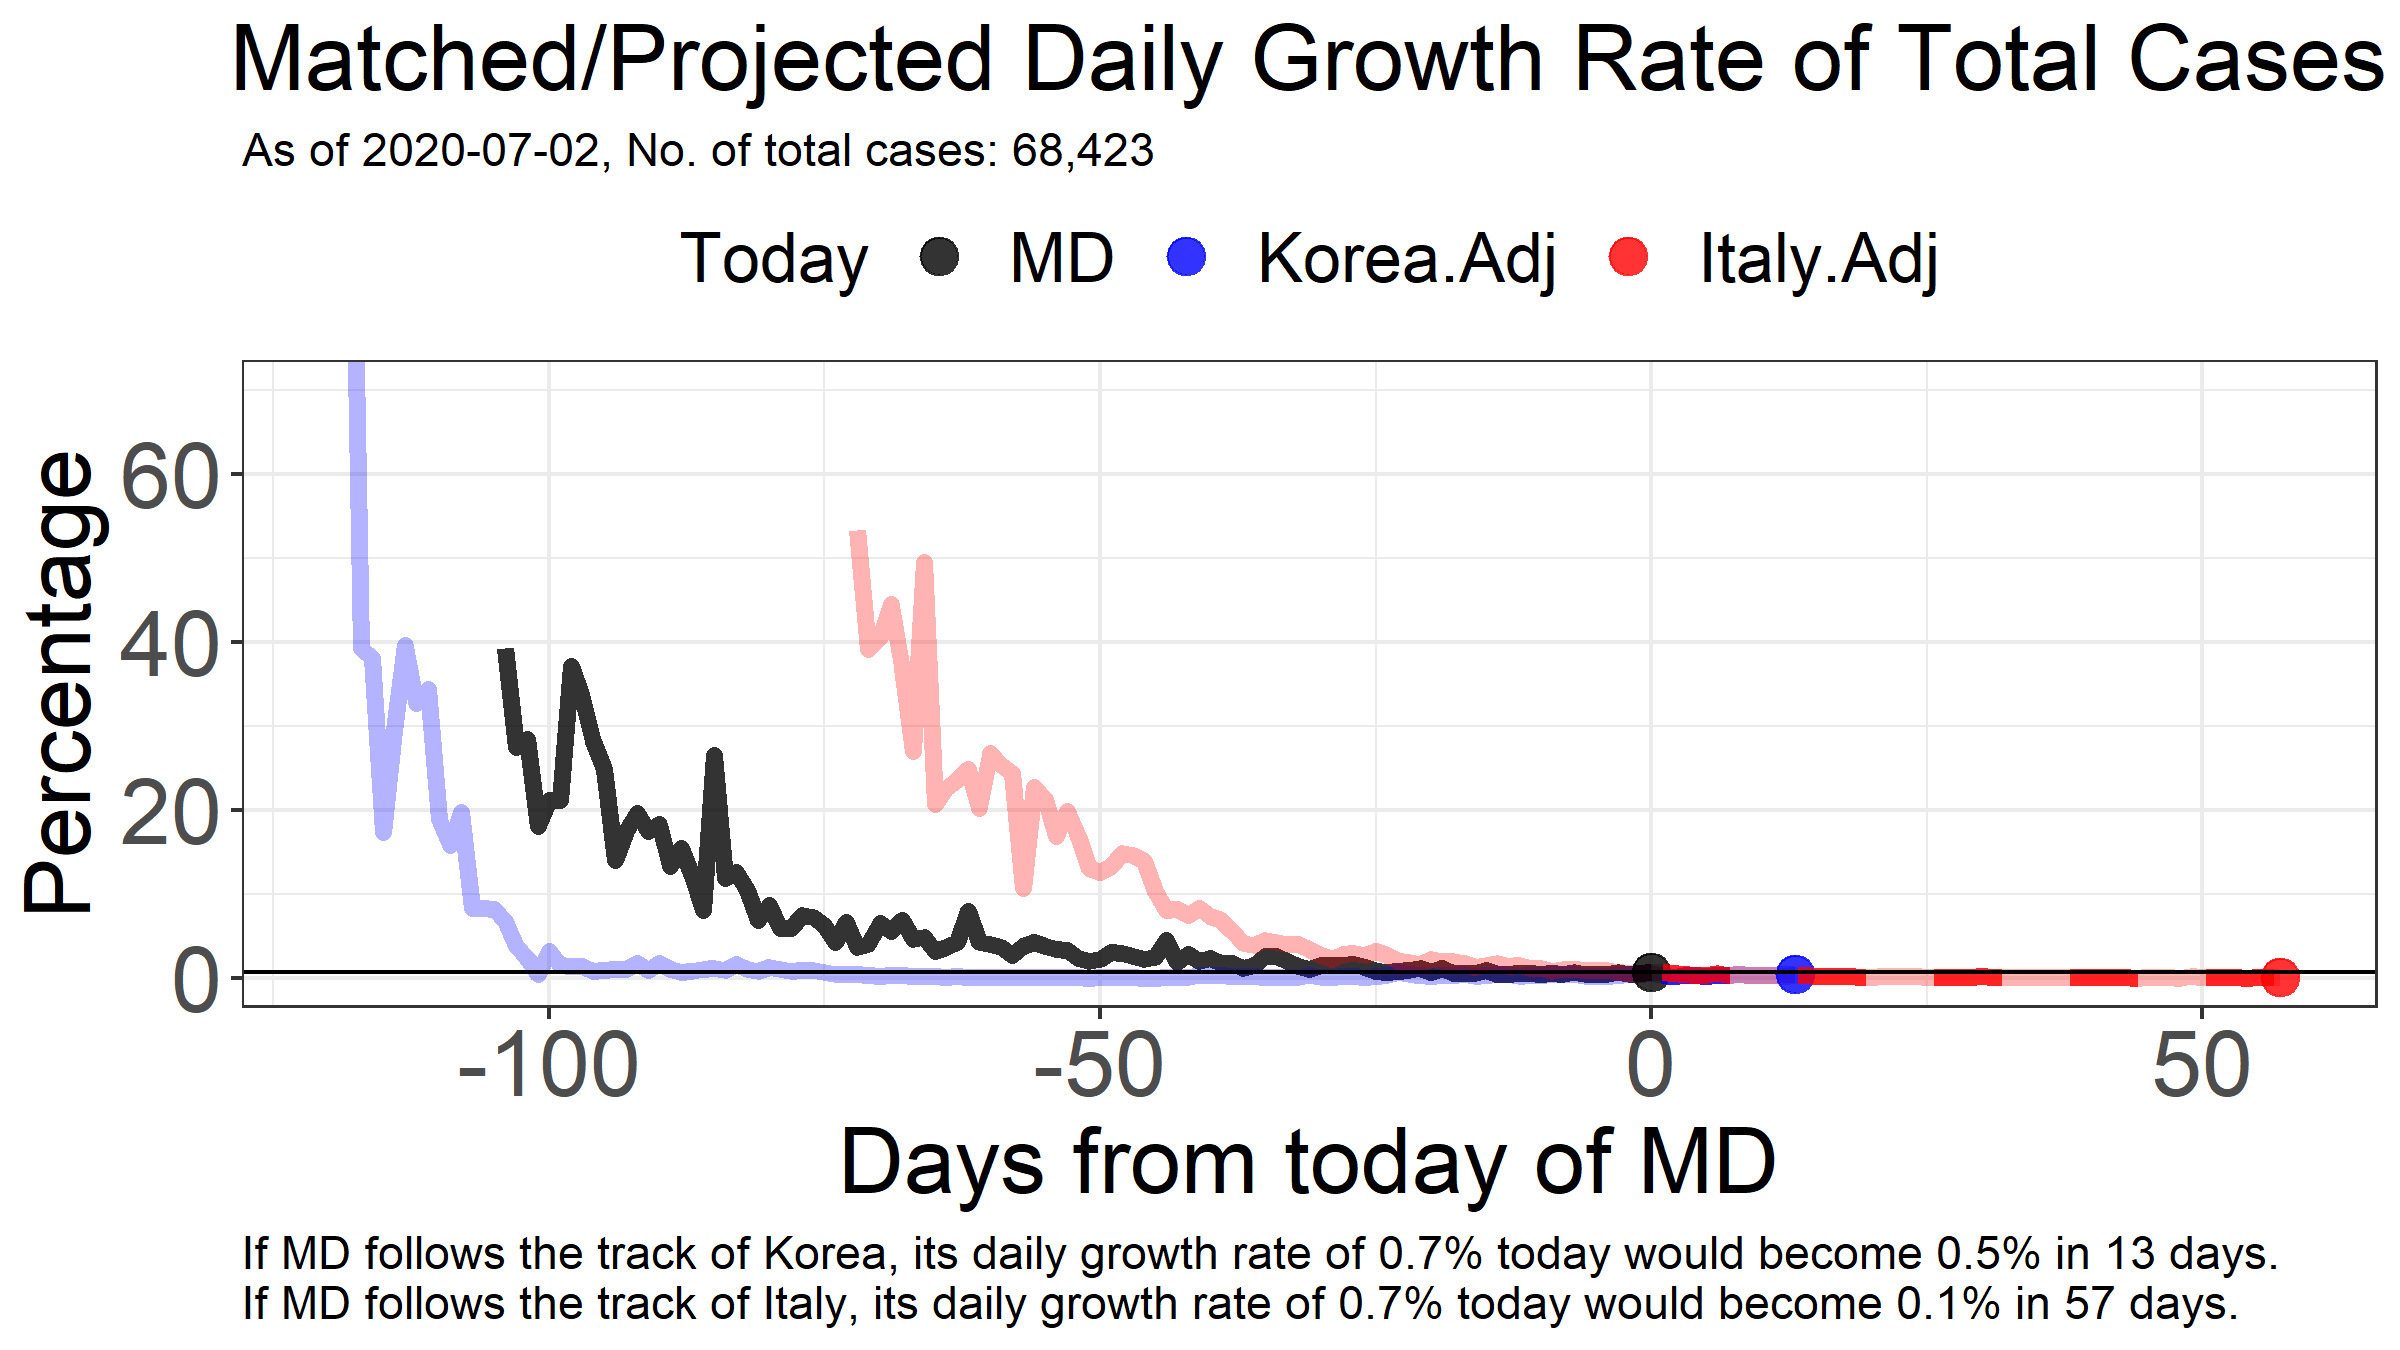 Matched/Projected Daily Growth Rate of Total Cases
As of 2020-07-02, No. of total cases: 68,423
Today MD Korea.Adj Italy.Adj
Percentage
60
40
20
0
-100 -50 0 50
Days from today of MD
If MD follows the track of Korea, its daily growth rate of 0.7% today would become 0.5% in 13 days.
If MD follows the track of Italy, its daily growth rate of 0.7% today would become 0.1% in 57 days.